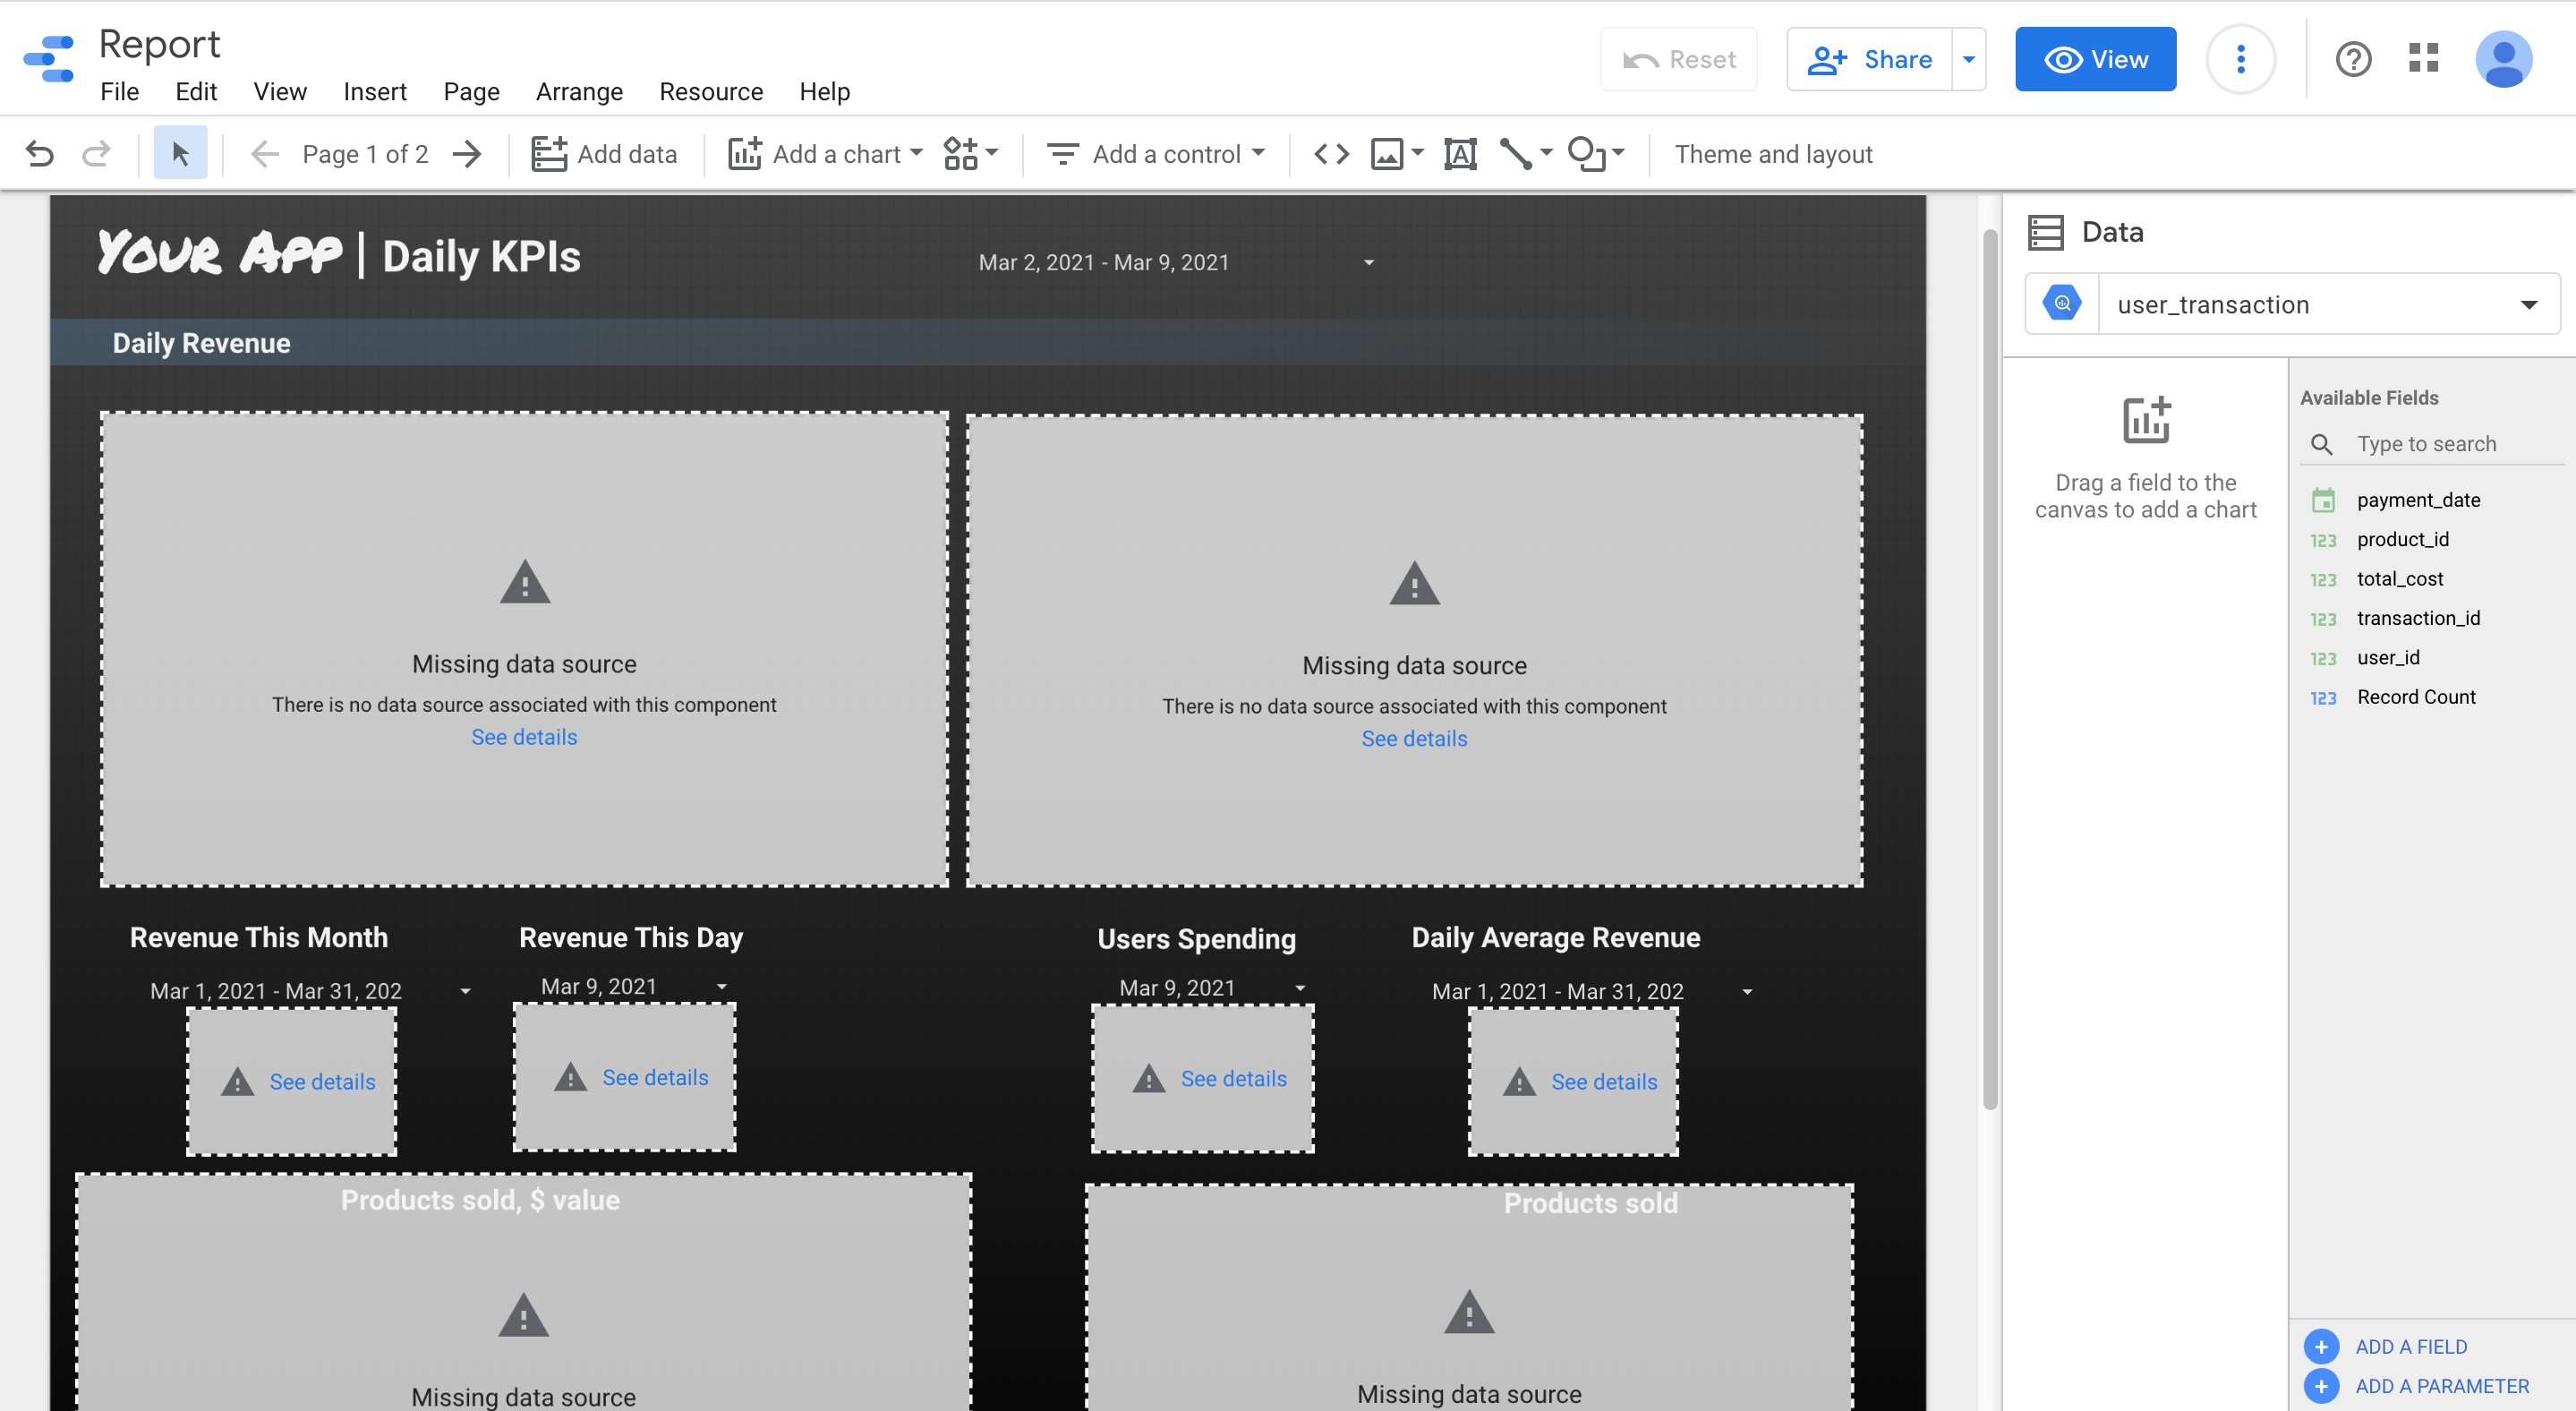 Report
File Edit View Insert Page Arrange Resource Help
Reset Share View
Page 1 of 2 Add data Add a chart Add a control Theme and layout
Your App | Daily KPIs
Mar 2, 2021 - Mar 9, 2021
Daily Revenue
Missing data source
There is no data source associated with this component
See details
Missing data source
There is no data source associated with this component
See details
Revenue This Month
Mar 1, 2021 - Mar 31, 202
See details
Revenue This Day
Mar 9, 2021
See details
Users Spending
Mar 9, 2021
See details
Daily Average Revenue
Mar 1, 2021 - Mar 31, 202
See details
Products sold, $ value
Missing data source
Products sold
Missing data source
Data
user_transaction
Drag a field to the
canvas to add a chart
Available Fields
Type to search
payment_date
123 product_id
123 total_cost
123 transaction_id
123 user_id
123 Record Count
ADD A FIELD
ADD A PARAMETER